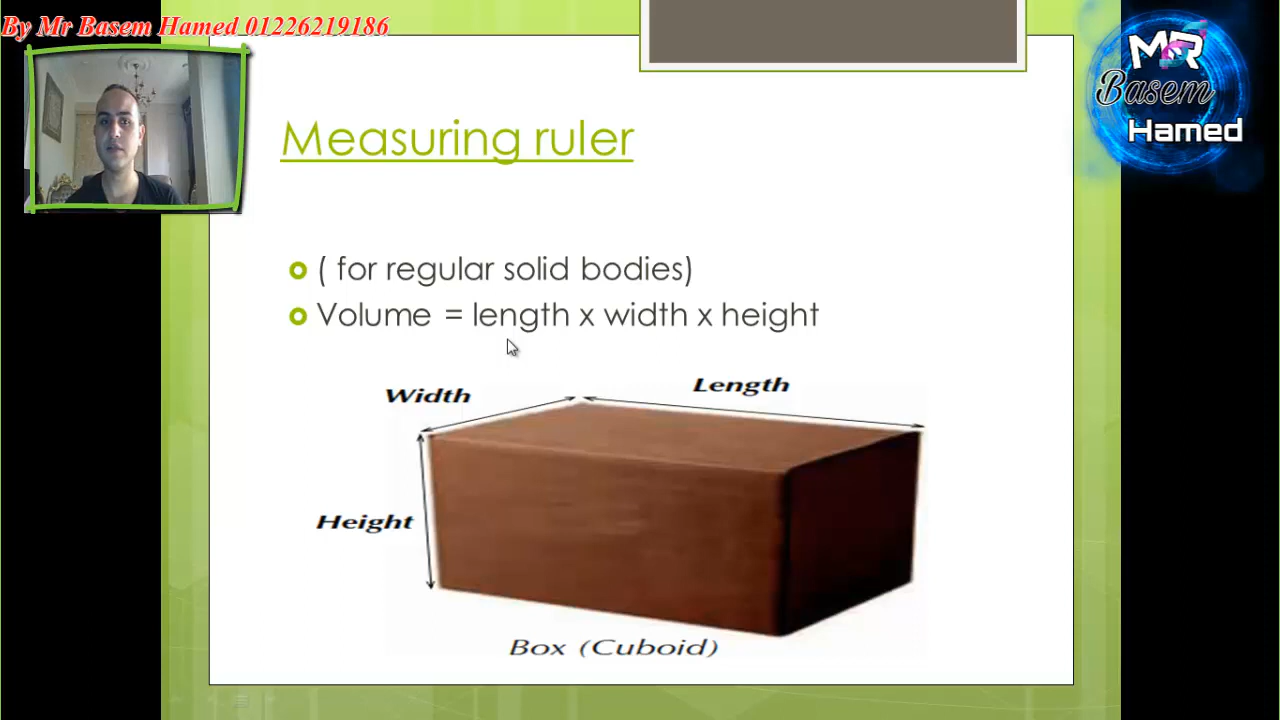 By Mr Basem Hamed 01226219186
MR
Basem
Hamed
Measuring ruler
( for regular solid bodies)
Volume = length x width x height
Width
Length
Height
Box (Cuboid)